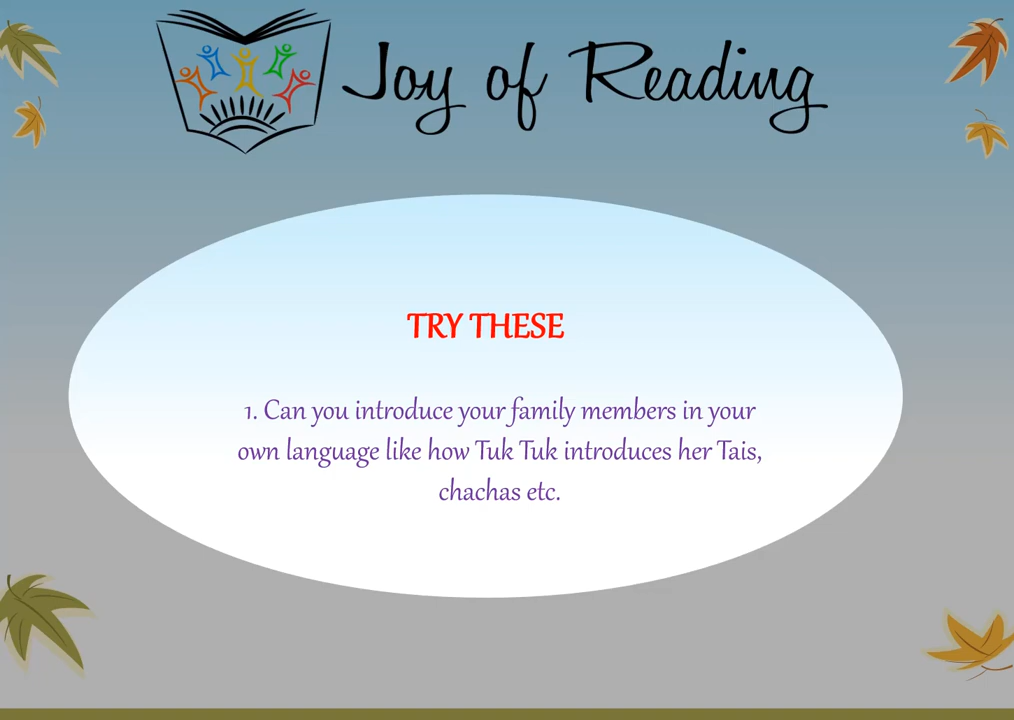 Joy of Reading
TRY THESE
1. Can you introduce your family members in your
own language like how Tuk Tuk introduces her Tais,
chachas etc.